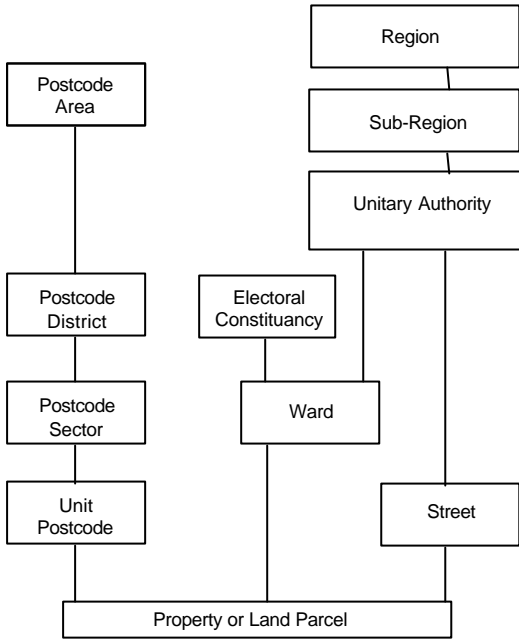 Region
Postcode
Area
Sub-Region
Unitary Authority
Postcode
District
Electoral
Constituancy
Postcode
Sector
Ward
Unit
Postcode
Street
Property or Land Parcel